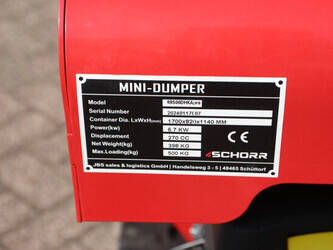 MINI-DUMPER
Model KB500DHKApro
Serial Number 20240117C07
Container Dia. LxWxH(mm) 1700x820x1140 MM
Power(kw) 6.7 KW
Displacement 270 CC
Net Weight(kg) 398 KG
Max.Loading(kg) 500 KG
CE
SCHORR
JBS sales & logistics GmbH | Handelsweg 3 - 5 | 48465 Schüttorf